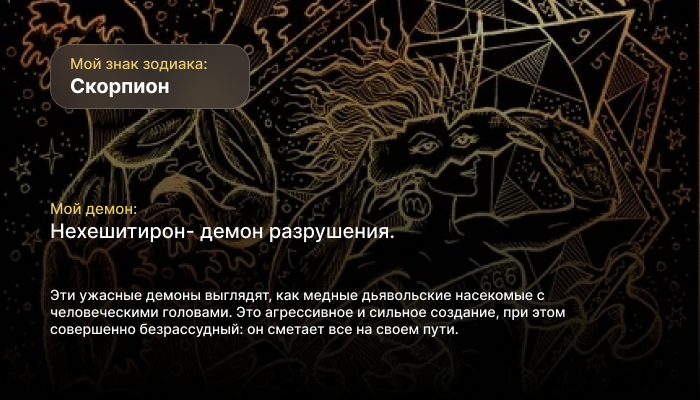 Мой знак зодиака:
Скорпион
Мой демон:
Нехешитирон- демон разрушения.
Эти ужасные демоны выглядят, как медные дьявольские насекомые с
человеческими головами. Это агрессивное и сильное создание, при этом
совершенно безрассудный: он сметает все на своем пути.
666